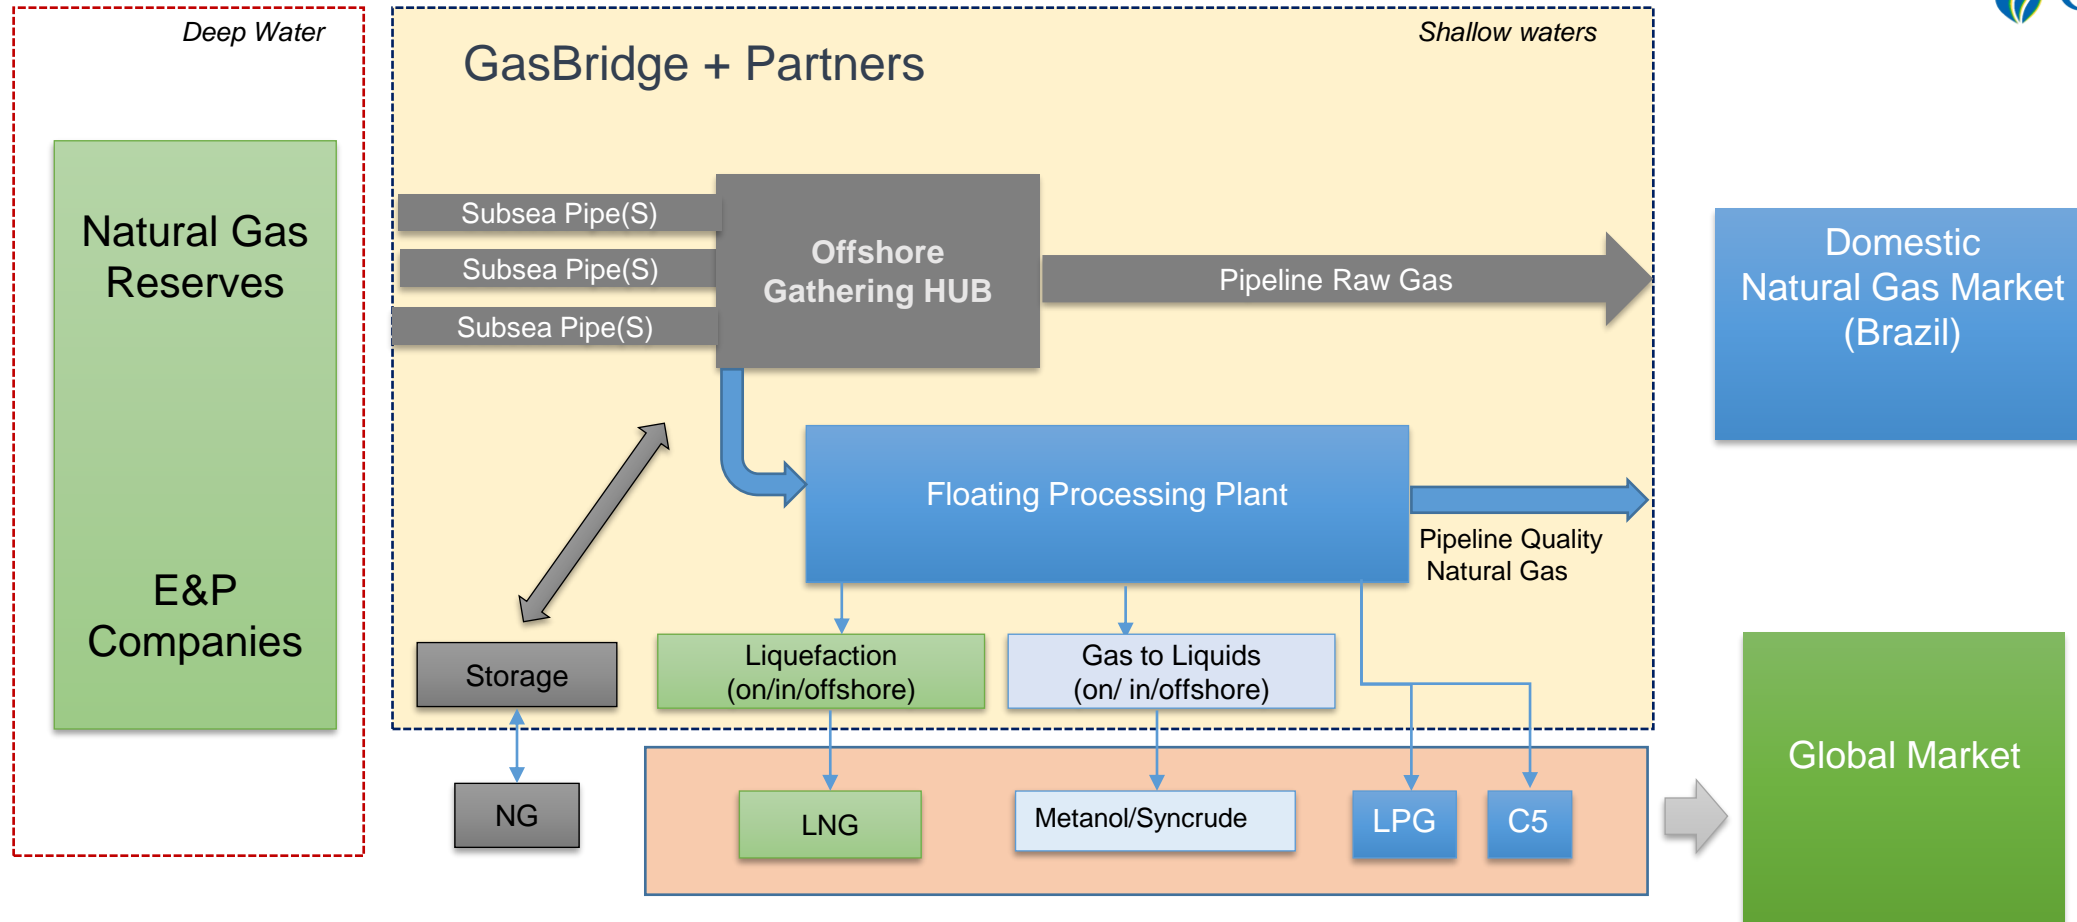 Deep Water
Shallow waters
GasBridge + Partners
Natural Gas
Reserves
E&P
Companies
Subsea Pipe(S)
Subsea Pipe(S)
Subsea Pipe(S)
Offshore
Gathering HUB
Pipeline Raw Gas
Domestic
Natural Gas Market
(Brazil)
Floating Processing Plant
Pipeline Quality
Natural Gas
Storage
Liquefaction
(on/in/offshore)
Gas to Liquids
(on/ in/offshore)
NG
LNG
Metanol/Syncrude
LPG
C5
Global Market